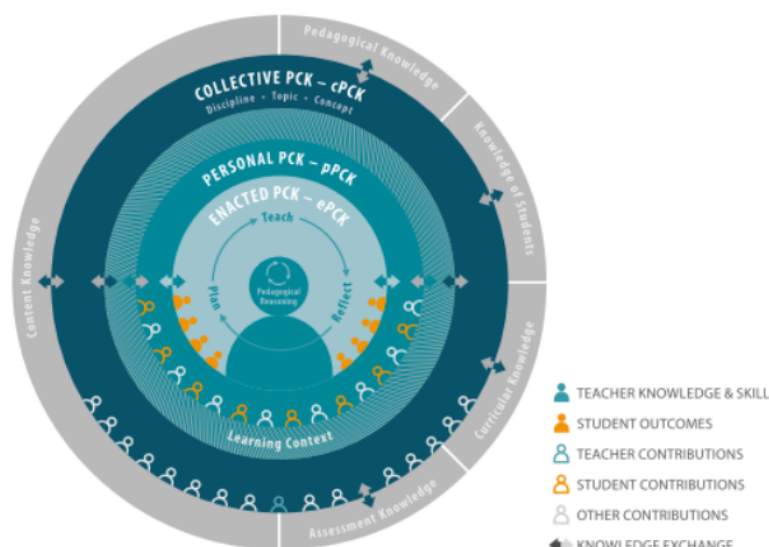 Pedagogical Knowledge
COLLECTIVE PCK – cPCK
Discipline • Topic • Concept
Knowledge of Students
PERSONAL PCK – pPCK
ENACTED PCK – ePCK
Teach
Content Knowledge
Pedagogical
Reasoning
Plan
Reflect
Curricular Knowledge
Learning Context
Assessment Knowledge
TEACHER KNOWLEDGE & SKILL
STUDENT OUTCOMES
TEACHER CONTRIBUTIONS
STUDENT CONTRIBUTIONS
OTHER CONTRIBUTIONS
KNOWLEDGE EXCHANGE